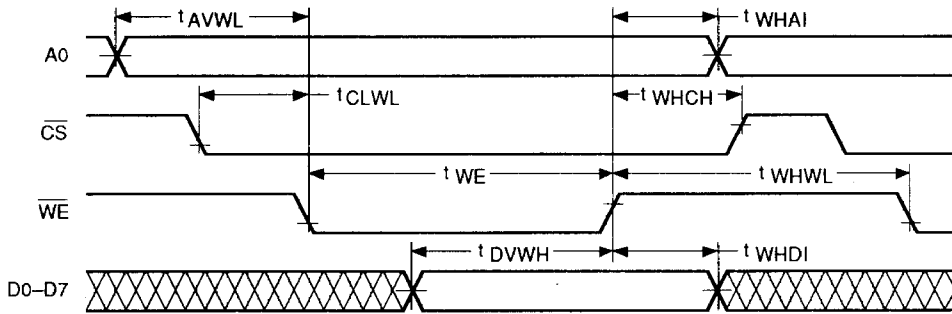 t AVWL t WHAI
A0
t CLWL t WHCH
CS
t WE t WHWL
WE
t DVWH t WHDI
D0–D7